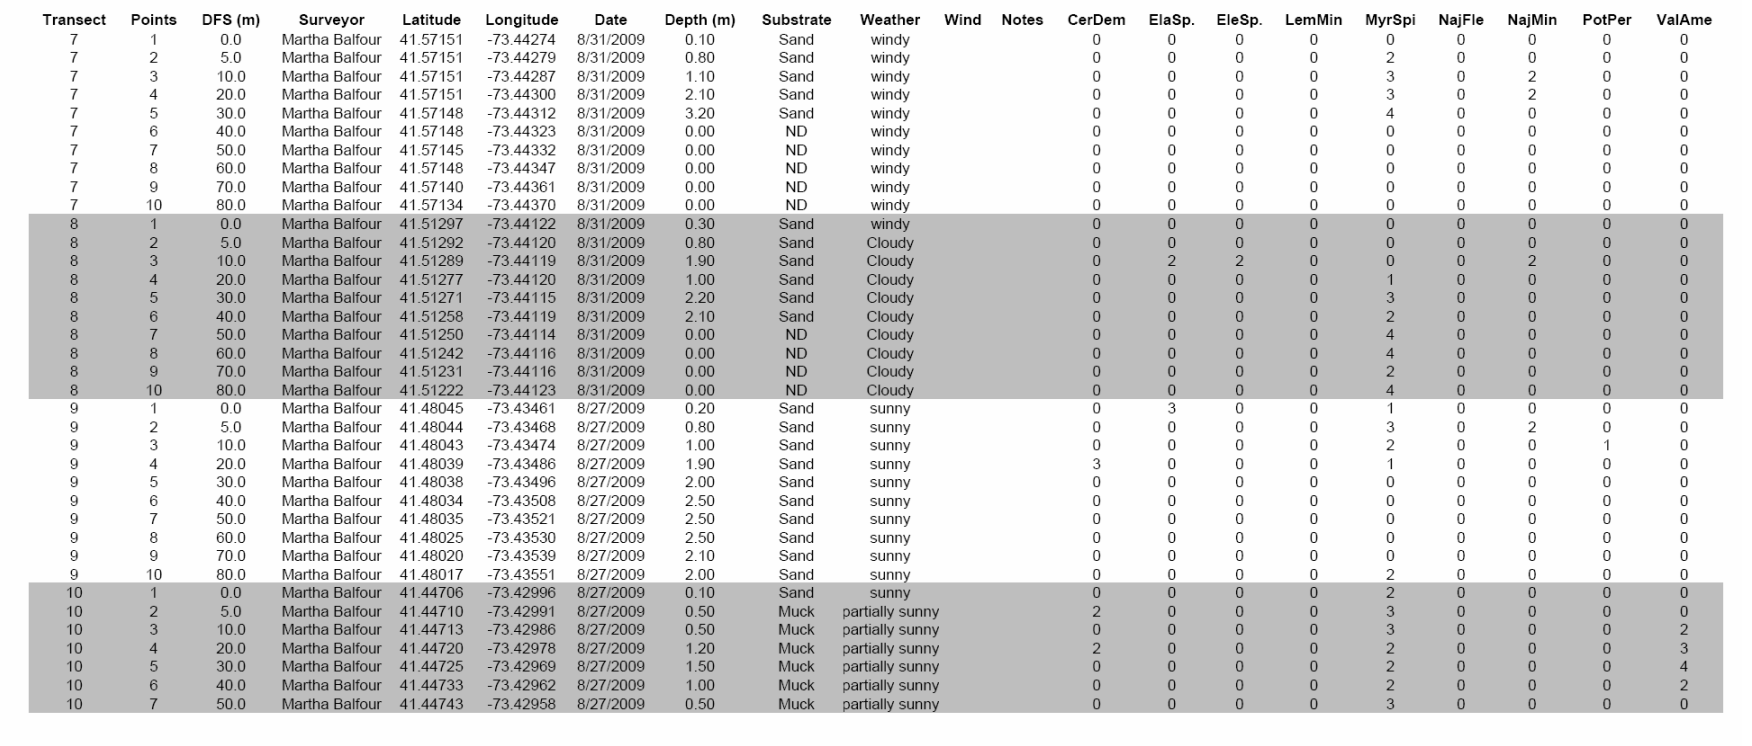 Transect Points DFS (m) Surveyor Latitude Longitude Date Depth (m) Substrate Weather Wind Notes CerDem ElaSp. EleSp. LemMin MyrSpi NajFle NajMin PotPer ValAme
7 1 0.0 Martha Balfour 41.57151 -73.44274 8/31/2009 0.10 Sand windy 0 0 0 0 0 0 0 0 0
7 2 5.0 Martha Balfour 41.57151 -73.44279 8/31/2009 0.80 Sand windy 0 0 0 0 2 0 0 0 0
7 3 10.0 Martha Balfour 41.57151 -73.44287 8/31/2009 1.10 Sand windy 0 0 0 0 3 0 2 0 0
7 4 20.0 Martha Balfour 41.57151 -73.44300 8/31/2009 2.10 Sand windy 0 0 0 0 3 0 2 0 0
7 5 30.0 Martha Balfour 41.57148 -73.44312 8/31/2009 3.20 Sand windy 0 0 0 0 4 0 0 0 0
7 6 40.0 Martha Balfour 41.57148 -73.44323 8/31/2009 0.00 ND windy 0 0 0 0 0 0 0 0 0
7 7 50.0 Martha Balfour 41.57145 -73.44332 8/31/2009 0.00 ND windy 0 0 0 0 0 0 0 0 0
7 8 60.0 Martha Balfour 41.57148 -73.44347 8/31/2009 0.00 ND windy 0 0 0 0 0 0 0 0 0
7 9 70.0 Martha Balfour 41.57140 -73.44361 8/31/2009 0.00 ND windy 0 0 0 0 0 0 0 0 0
7 10 80.0 Martha Balfour 41.57134 -73.44370 8/31/2009 0.00 ND windy 0 0 0 0 0 0 0 0 0
8 1 0.0 Martha Balfour 41.51297 -73.44122 8/31/2009 0.30 Sand windy 0 0 0 0 0 0 0 0 0
8 2 5.0 Martha Balfour 41.51292 -73.44120 8/31/2009 0.80 Sand Cloudy 0 0 0 0 0 0 0 0 0
8 3 10.0 Martha Balfour 41.51289 -73.44119 8/31/2009 1.90 Sand Cloudy 0 2 2 0 0 0 2 0 0
8 4 20.0 Martha Balfour 41.51277 -73.44120 8/31/2009 1.00 Sand Cloudy 0 0 0 0 1 0 0 0 0
8 5 30.0 Martha Balfour 41.51271 -73.44115 8/31/2009 2.20 Sand Cloudy 0 0 0 0 3 0 0 0 0
8 6 40.0 Martha Balfour 41.51258 -73.44119 8/31/2009 2.10 Sand Cloudy 0 0 0 0 2 0 0 0 0
8 7 50.0 Martha Balfour 41.51250 -73.44114 8/31/2009 0.00 ND Cloudy 0 0 0 0 4 0 0 0 0
8 8 60.0 Martha Balfour 41.51242 -73.44116 8/31/2009 0.00 ND Cloudy 0 0 0 0 4 0 0 0 0
8 9 70.0 Martha Balfour 41.51231 -73.44116 8/31/2009 0.00 ND Cloudy 0 0 0 0 2 0 0 0 0
8 10 80.0 Martha Balfour 41.51222 -73.44123 8/31/2009 0.00 ND Cloudy 0 0 0 0 4 0 0 0 0
9 1 0.0 Martha Balfour 41.48045 -73.43461 8/27/2009 0.20 Sand sunny 0 3 0 0 1 0 0 0 0
9 2 5.0 Martha Balfour 41.48044 -73.43468 8/27/2009 0.80 Sand sunny 0 0 0 0 3 0 2 0 0
9 3 10.0 Martha Balfour 41.48043 -73.43474 8/27/2009 1.00 Sand sunny 0 0 0 0 2 0 0 1 0
9 4 20.0 Martha Balfour 41.48039 -73.43486 8/27/2009 1.90 Sand sunny 3 0 0 0 1 0 0 0 0
9 5 30.0 Martha Balfour 41.48038 -73.43496 8/27/2009 2.00 Sand sunny 0 0 0 0 0 0 0 0 0
9 6 40.0 Martha Balfour 41.48034 -73.43508 8/27/2009 2.50 Sand sunny 0 0 0 0 0 0 0 0 0
9 7 50.0 Martha Balfour 41.48035 -73.43521 8/27/2009 2.50 Sand sunny 0 0 0 0 0 0 0 0 0
9 8 60.0 Martha Balfour 41.48025 -73.43530 8/27/2009 2.50 Sand sunny 0 0 0 0 0 0 0 0 0
9 9 70.0 Martha Balfour 41.48020 -73.43539 8/27/2009 2.10 Sand sunny 0 0 0 0 0 0 0 0 0
9 10 80.0 Martha Balfour 41.48017 -73.43551 8/27/2009 2.00 Sand sunny 0 0 0 0 2 0 0 0 0
10 1 0.0 Martha Balfour 41.44706 -73.42996 8/27/2009 0.10 Sand sunny 0 0 0 0 2 0 0 0 0
10 2 5.0 Martha Balfour 41.44710 -73.42991 8/27/2009 0.50 Muck partially sunny 2 0 0 0 3 0 0 0 0
10 3 10.0 Martha Balfour 41.44713 -73.42986 8/27/2009 0.50 Muck partially sunny 0 0 0 0 3 0 0 0 2
10 4 20.0 Martha Balfour 41.44720 -73.42978 8/27/2009 1.20 Muck partially sunny 2 0 0 0 2 0 0 0 3
10 5 30.0 Martha Balfour 41.44725 -73.42969 8/27/2009 1.50 Muck partially sunny 0 0 0 0 2 0 0 0 4
10 6 40.0 Martha Balfour 41.44733 -73.42962 8/27/2009 1.00 Muck partially sunny 0 0 0 0 2 0 0 0 2
10 7 50.0 Martha Balfour 41.44743 -73.42958 8/27/2009 0.50 Muck partially sunny 0 0 0 0 3 0 0 0 0